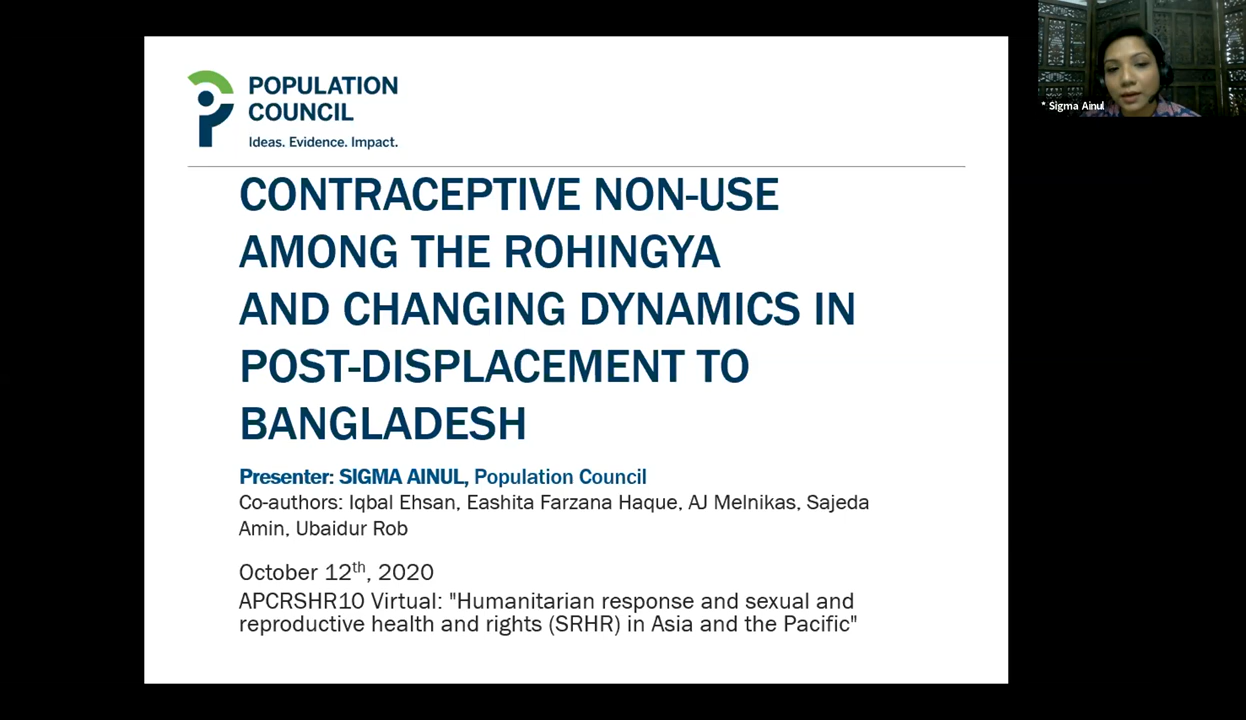 POPULATION
COUNCIL
Ideas. Evidence. Impact.
* Sigma Ainul
CONTRACEPTIVE NON-USE
AMONG THE ROHINGYA
AND CHANGING DYNAMICS IN
POST-DISPLACEMENT TO
BANGLADESH
Presenter: SIGMA AINUL, Population Council
Co-authors: Iqbal Ehsan, Eashita Farzana Haque, AJ Melnikas, Sajeda
Amin, Ubaidur Rob
October 12th, 2020
APCRSHR10 Virtual: "Humanitarian response and sexual and
reproductive health and rights (SRHR) in Asia and the Pacific"